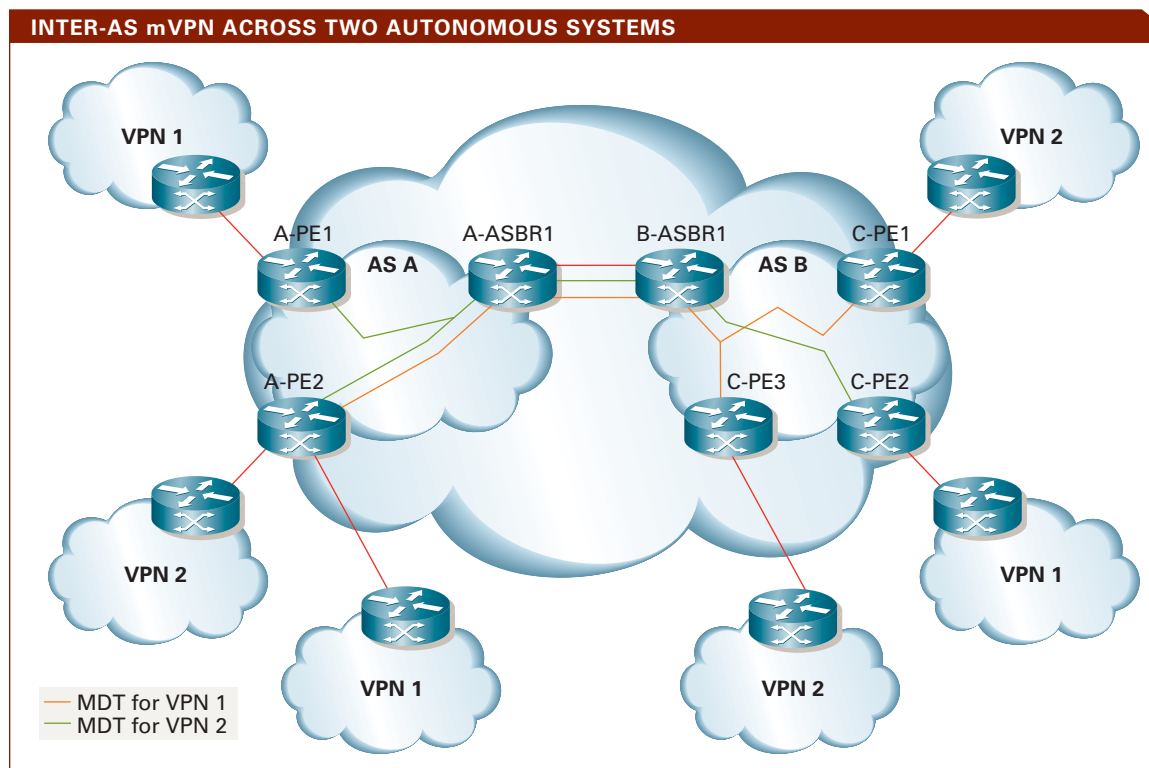 INTER-AS mVPN ACROSS TWO AUTONOMOUS SYSTEMS
VPN 1
VPN 2
A-PE1
A-ASBR1
B-ASBR1
C-PE1
AS A
AS B
A-PE2
C-PE3
C-PE2
VPN 2
VPN 1
VPN 1
VPN 2
MDT for VPN 1
MDT for VPN 2